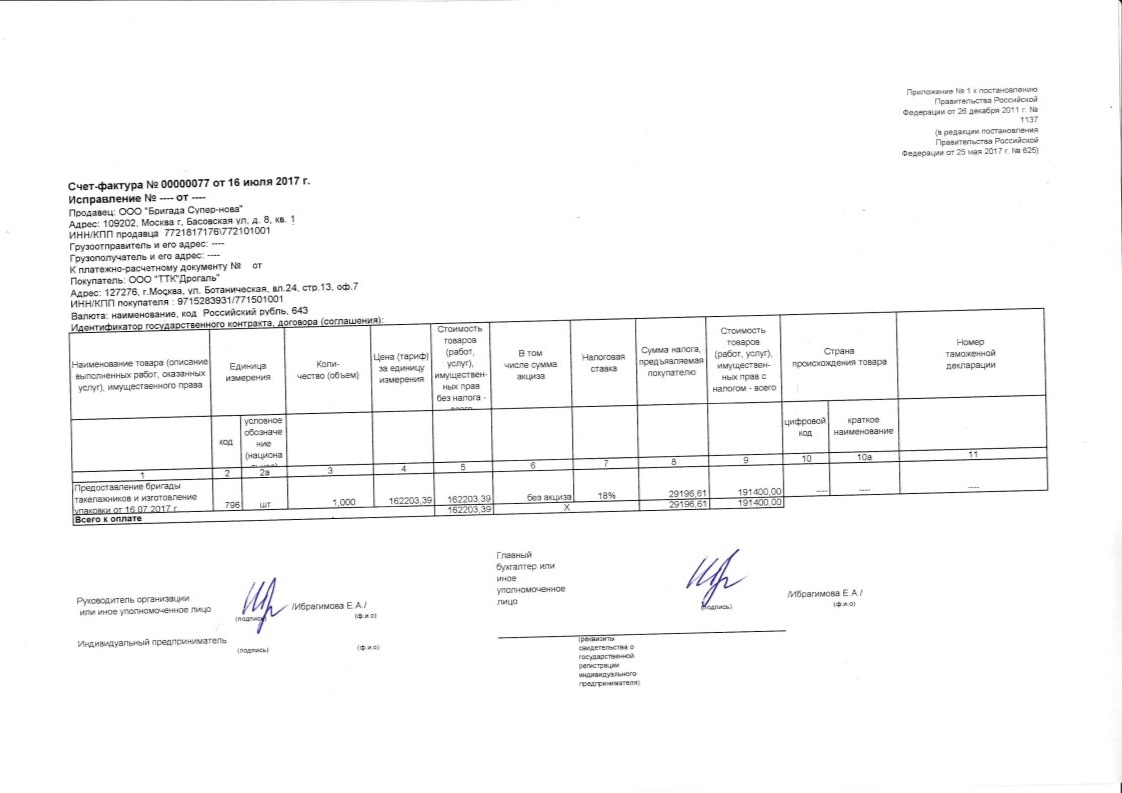 Приложение № 1 к постановлению
Правительства Российской
Федерации от 26 декабря 2011 г. №
1137
(в редакции постановления
Правительства Российской
Федерации от 25 мая 2017 г. № 625)
Счет-фактура № 00000077 от 16 июля 2017 г.
Исправление № ---- от ----
Продавец: ООО "Бригада Супер-нова"
Адрес: 109202, Москва г, Басовская ул, д. 8, кв. 1
ИНН/КПП продавца 7721817176\772101001
Грузоотправитель и его адрес: ----
Грузополучатель и его адрес: ----
К платежно-расчетному документу № от
Покупатель: ООО "ТТК"Дрогаль"
Адрес: 127276, г.Москва, ул. Ботаническая, вл.24, стр.13, оф.7
ИНН/КПП покупателя : 9715283931/771501001
Валюта: наименование, код Российский рубль, 643
Идентификатор государственного контракта, договора (соглашения):
Наименование товара (описание
выполненных работ, оказанных
услуг), имущественного права
Единица
измерения
Коли-
чество (объем)
Цена (тариф)
за единицу
измерения
Стоимость
товаров
(работ,
услуг),
имуществен-
ных прав
без налога -
всего
В том
числе сумма
акциза
Налоговая
ставка
Сумма налога,
предъявляемая
покупателю
Стоимость
товаров
(работ, услуг),
имуществен-
ных прав с
налогом - всего
Страна
происхождения товара
Номер
таможенной
декларации
код
условное
обозначе
ние
(национа
цифровой
код
краткое
наименование
1 2 2а 3 4 5 6 7 8 9 10 10а 11
Предоставление бригады
такелажников и изготовление
упаковки от 16.07.2017 г.
796 шт 1,000 162203,39 162203,39 без акциза 18% 29196,61 191400,00 ---- ---- ----
Всего к оплате 162203,39 X 29196,61 191400,00
Руководитель организации
или иное уполномоченное лицо
/Ибрагимова Е.А./
(подпись) (ф.и.о)
Главный
бухгалтер или
иное
уполномоченное
лицо
/Ибрагимова Е.А./
(подпись) (ф.и.о)
Индивидуальный предприниматель
(подпись) (ф.и.о)
(реквизиты
свидетельства о
государственной
регистрации
индивидуального
предпринимателя)